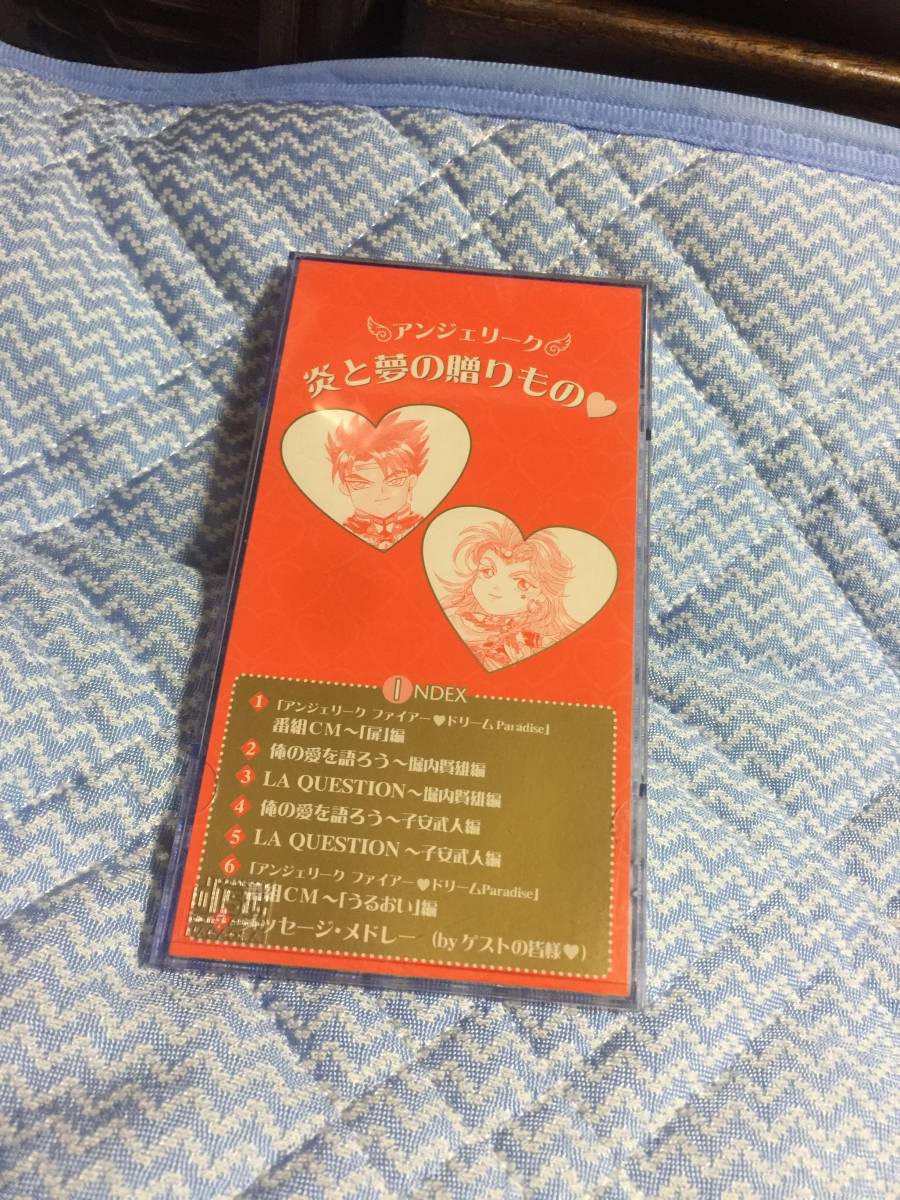 アンジェリーク
炎と夢の贈りもの♥
INDEX
1 「アンジェリーク ファイアー♥ドリームParadise」
番組CM～「扉」編
2 俺の愛を語ろう～堀内賢雄編
3 LA QUESTION～堀内賢雄編
4 俺の愛を語ろう～子安武人編
5 LA QUESTION～子安武人編
6 「アンジェリーク ファイアー♥ドリームParadise」
番組CM～「うるおい」編
ッセージ・メドレー (by ゲストの皆様♥)